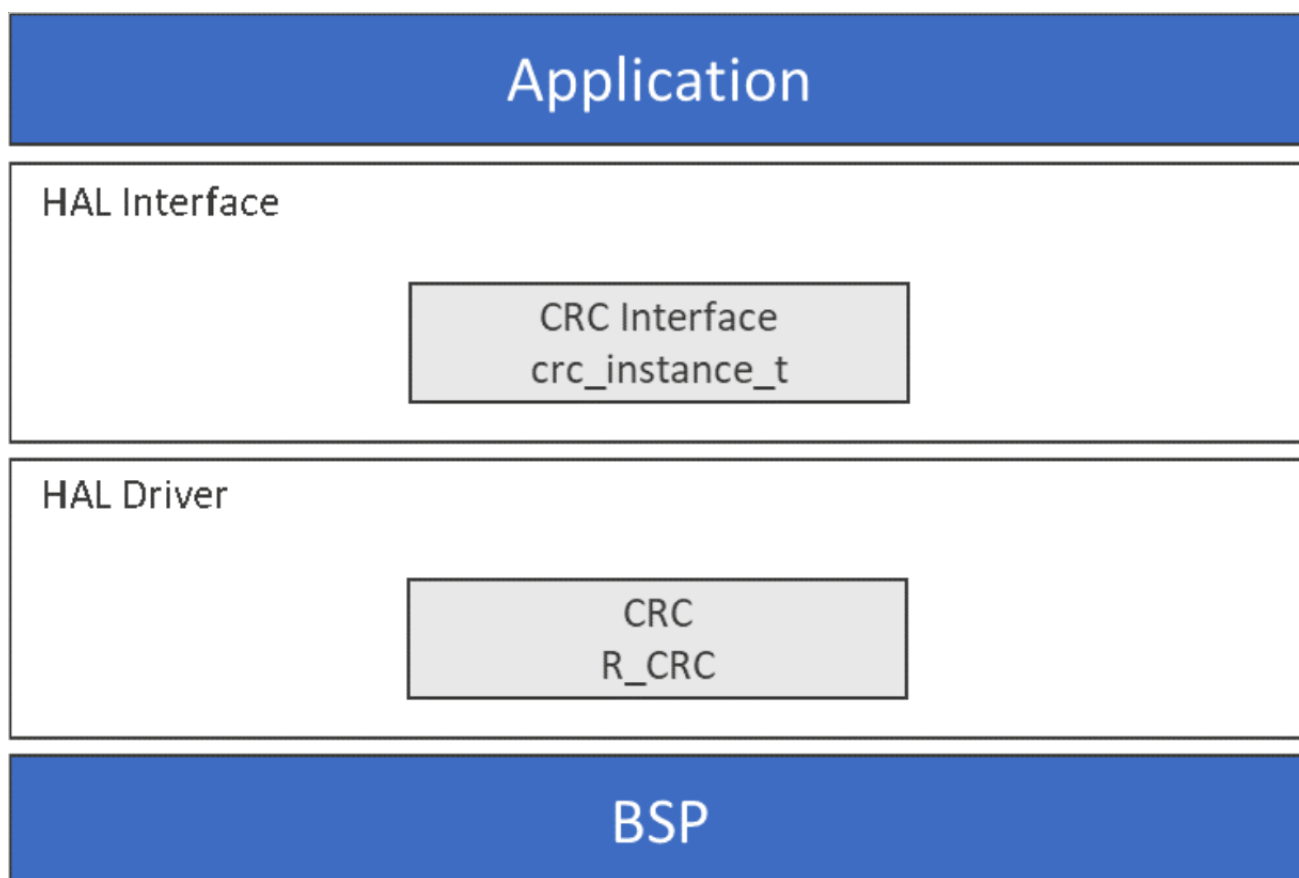 Application
HAL Interface
CRC Interface
crc_instance_t
HAL Driver
CRC
R_CRC
BSP